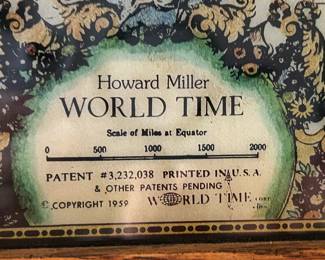 Howard Miller
WORLD TIME
Scale of Miles at Equator
0 500 1000 1500 2000
PATENT #3,232,038 PRINTED IN U.S.A.
& OTHER PATENTS PENDING
© COPYRIGHT 1959 WORLD TIME CORP.